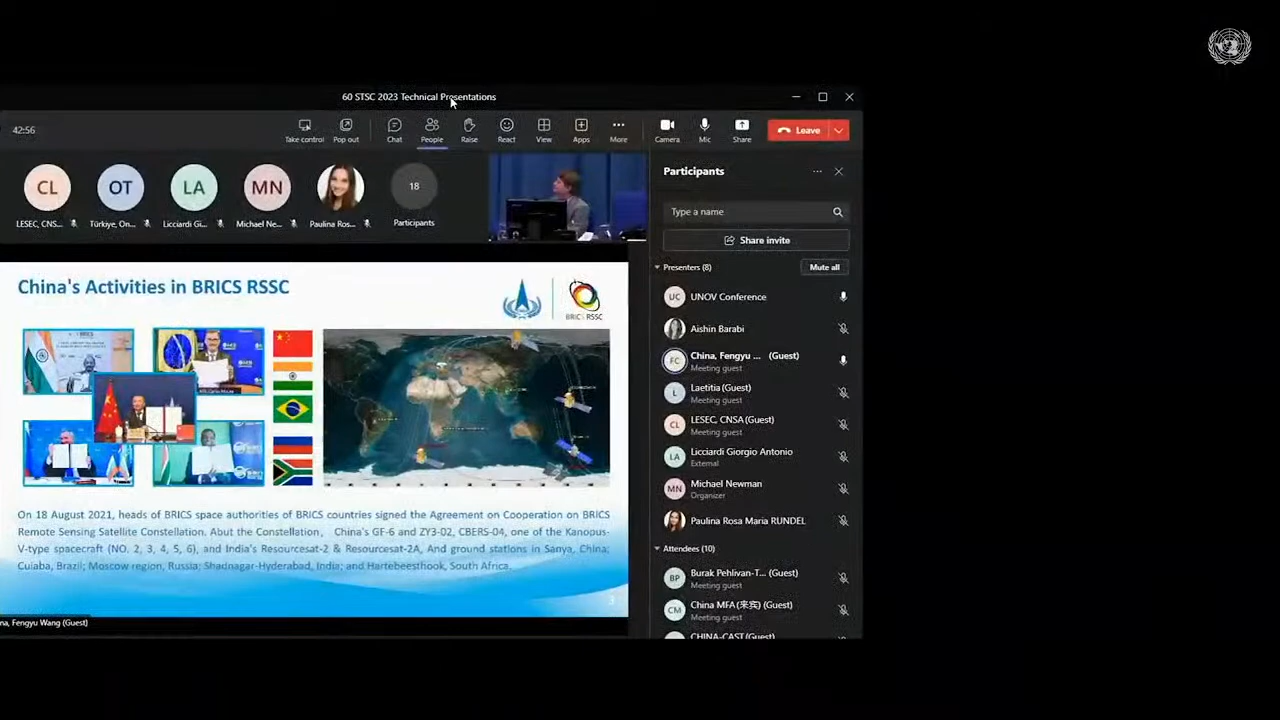 60 STSC 2023 Technical Presentations
42:56
Take control
Pop out
Chat
People
Raise
React
View
Apps
More
Camera
Mic
Share
Leave
CL
OT
LA
MN
18
LESEC, CNS...
Türkiye, On...
Licciardi Gi...
Michael Ne...
Paulina Ros...
Participants
China's Activities in BRICS RSSC
BRICS RSSC
On 18 August 2021, heads of BRICS space authorities of BRICS countries signed the Agreement on Cooperation on BRICS
Remote Sensing Satellite Constellation. Abut the Constellation， China's GF-6 and ZY3-02, CBERS-04, one of the Kanopus-
V-type spacecraft (NO. 2, 3, 4, 5, 6), and India's Resourcesat-2 & Resourcesat-2A, And ground stations in Sanya, China;
Cuiaba, Brazil; Moscow region, Russia; Shadnagar-Hyderabad, India; and Hartebeesthook, South Africa.
3
na, Fengyu Wang (Guest)
Participants
Type a name
Share invite
Presenters (8)
Mute all
UC
UNOV Conference
Aishin Barabi
FC
China, Fengyu ... (Guest)
Meeting guest
L
Laetitia (Guest)
Meeting guest
CL
LESEC, CNSA (Guest)
Meeting guest
LA
Licciardi Giorgio Antonio
External
MN
Michael Newman
Organizer
Paulina Rosa Maria RUNDEL
Attendees (10)
BP
Burak Pehlivan-T... (Guest)
Meeting guest
CM
China MFA(来宾) (Guest)
Meeting guest
CHINA-CAST(Guest)